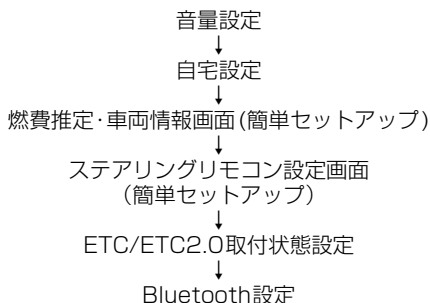 音量設定
↓
自宅設定
↓
燃費推定・車両情報画面(簡単セットアップ)
↓
ステアリングリモコン設定画面
（簡単セットアップ）
↓
ETC/ETC2.0取付状態設定
↓
Bluetooth設定